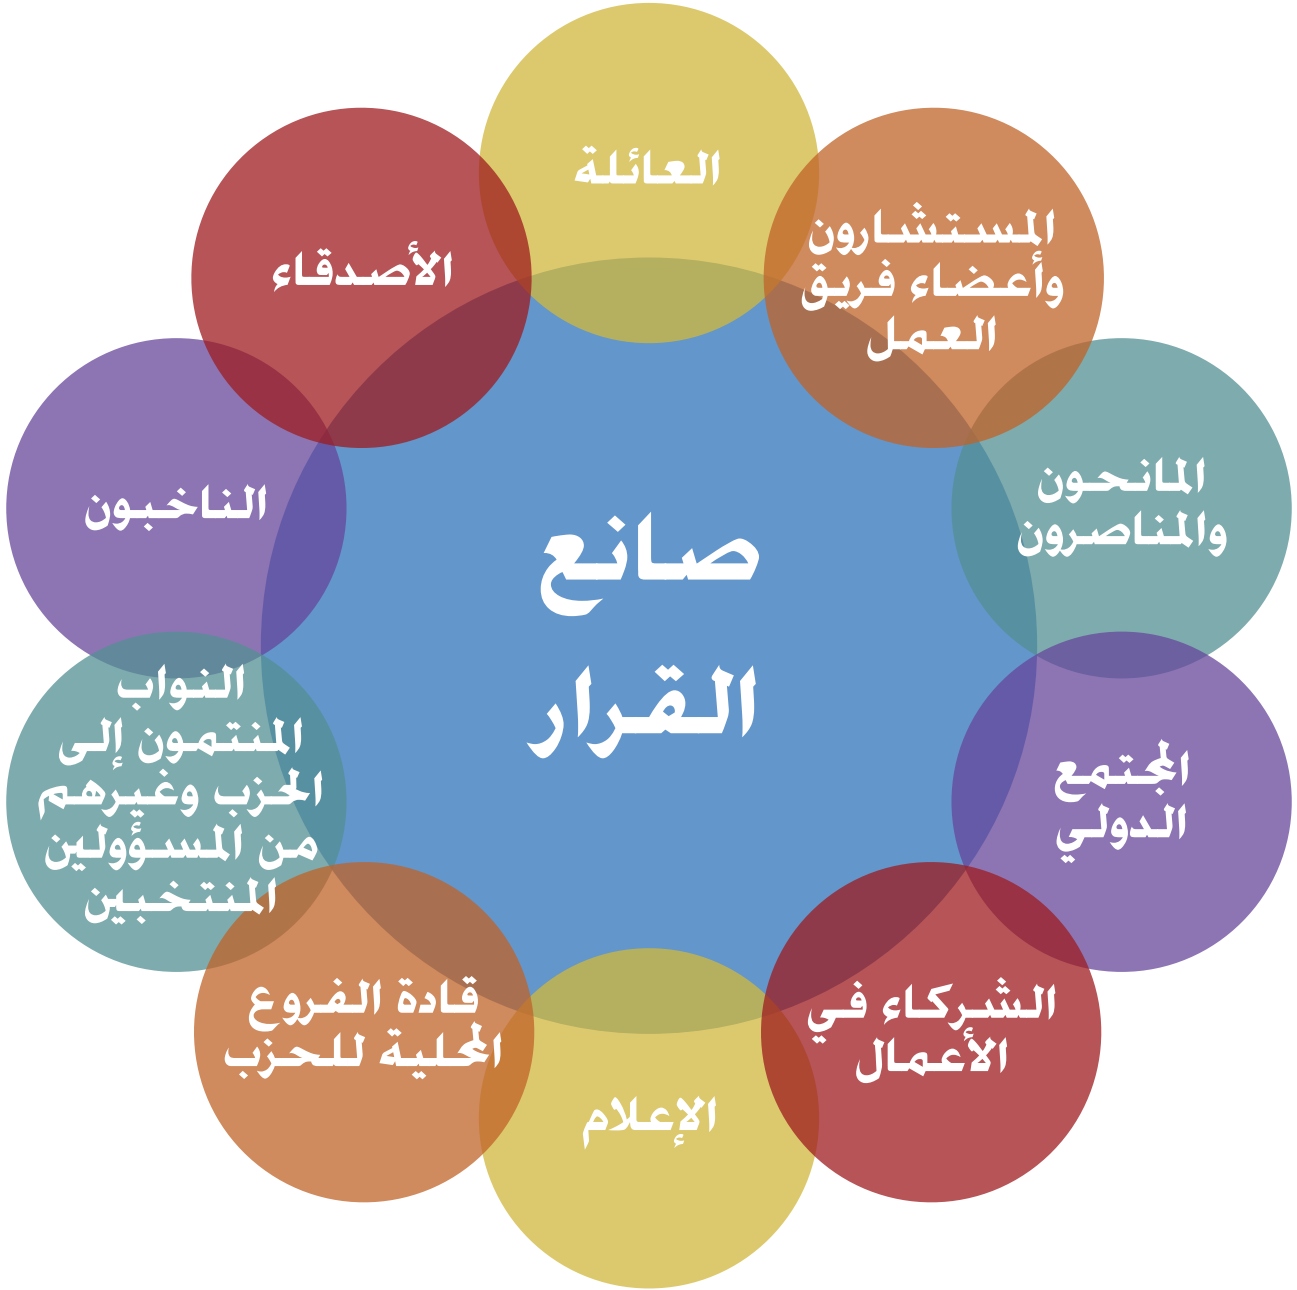 العائلة
المستشارون
وأعضاء فريق
العمل
المانحون
والمناصرون
المجتمع
الدولي
الشركاء في
الأعمال
الإعلام
قادة الفروع
المحلية للحزب
النواب
المنتمون إلى
الحزب وغيرهم
من المسؤولين
المنتخبين
الناخبون
الأصدقاء
صانع
القرار